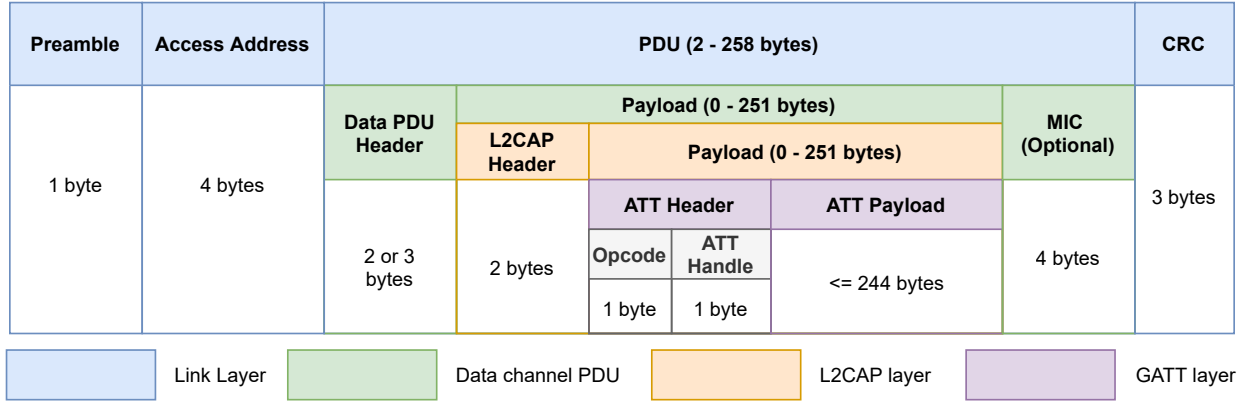 Preamble
Access Address
PDU (2 - 258 bytes)
CRC
1 byte
4 bytes
Data PDU
Header
Payload (0 - 251 bytes)
MIC
(Optional)
3 bytes
L2CAP
Header
Payload (0 - 251 bytes)
2 or 3
bytes
2 bytes
ATT Header
ATT Payload
4 bytes
Opcode
ATT
Handle
<= 244 bytes
1 byte
1 byte
Link Layer
Data channel PDU
L2CAP layer
GATT layer